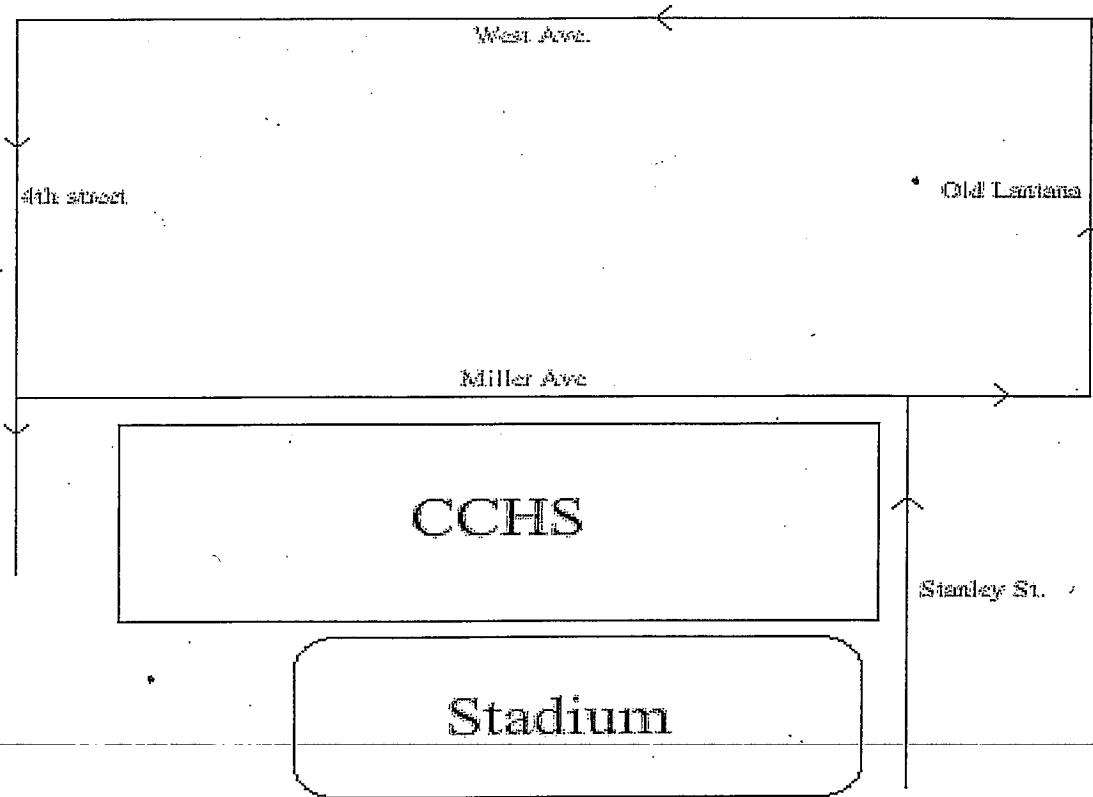 West Ave.
4th street
Old Lantana
Miller Ave
CCHS
Stanley St.
Stadium